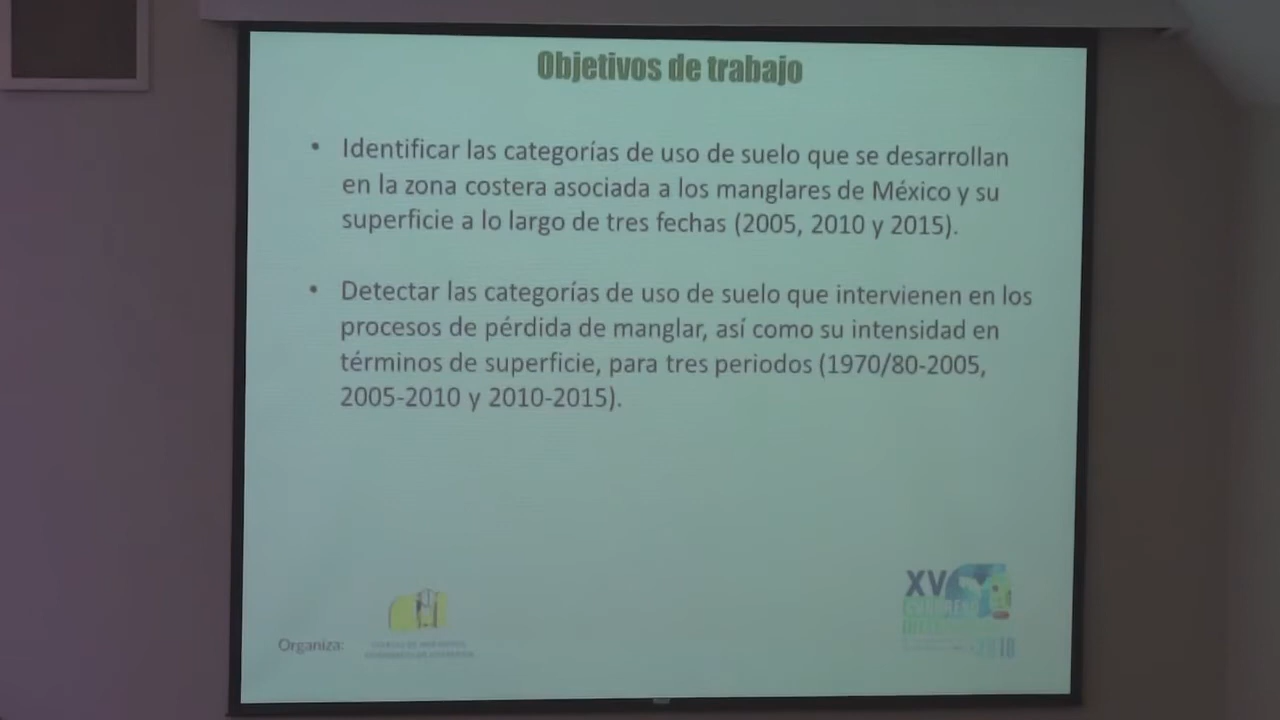 Objetivos de trabajo
• Identificar las categorías de uso de suelo que se desarrollan
en la zona costera asociada a los manglares de México y su
superficie a lo largo de tres fechas (2005, 2010 y 2015).
• Detectar las categorías de uso de suelo que intervienen en los
procesos de pérdida de manglar, así como su intensidad en
términos de superficie, para tres periodos (1970/80-2005,
2005-2010 y 2010-2015).
XV
Organiza:
2018